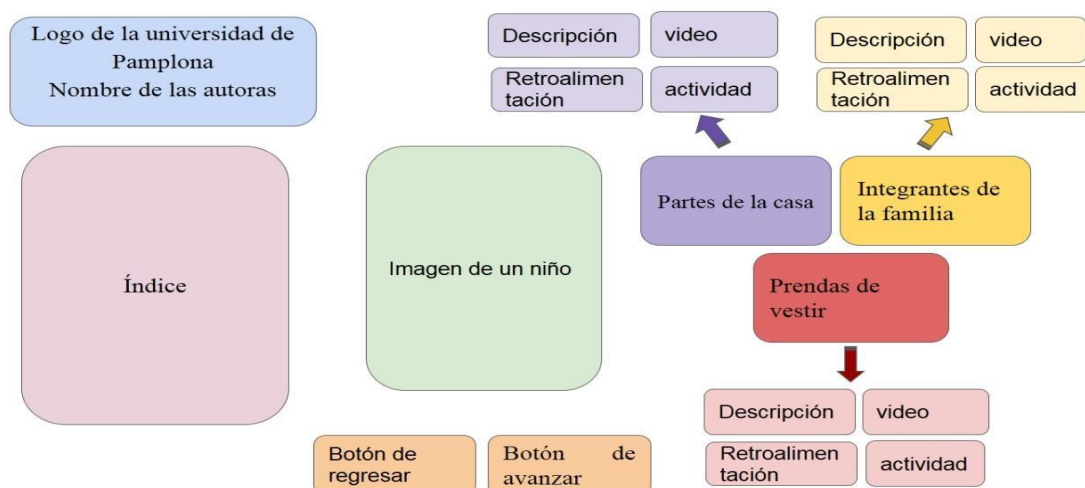 Logo de la universidad de
Pamplona
Nombre de las autoras
Descripción
video
Retroalimen
tación
actividad
Descripción
video
Retroalimen
tación
actividad
Índice
Imagen de un niño
Partes de la casa
Integrantes de
la familia
Prendas de
vestir
Descripción
video
Retroalimen
tación
actividad
Botón de
regresar
Botón de
avanzar